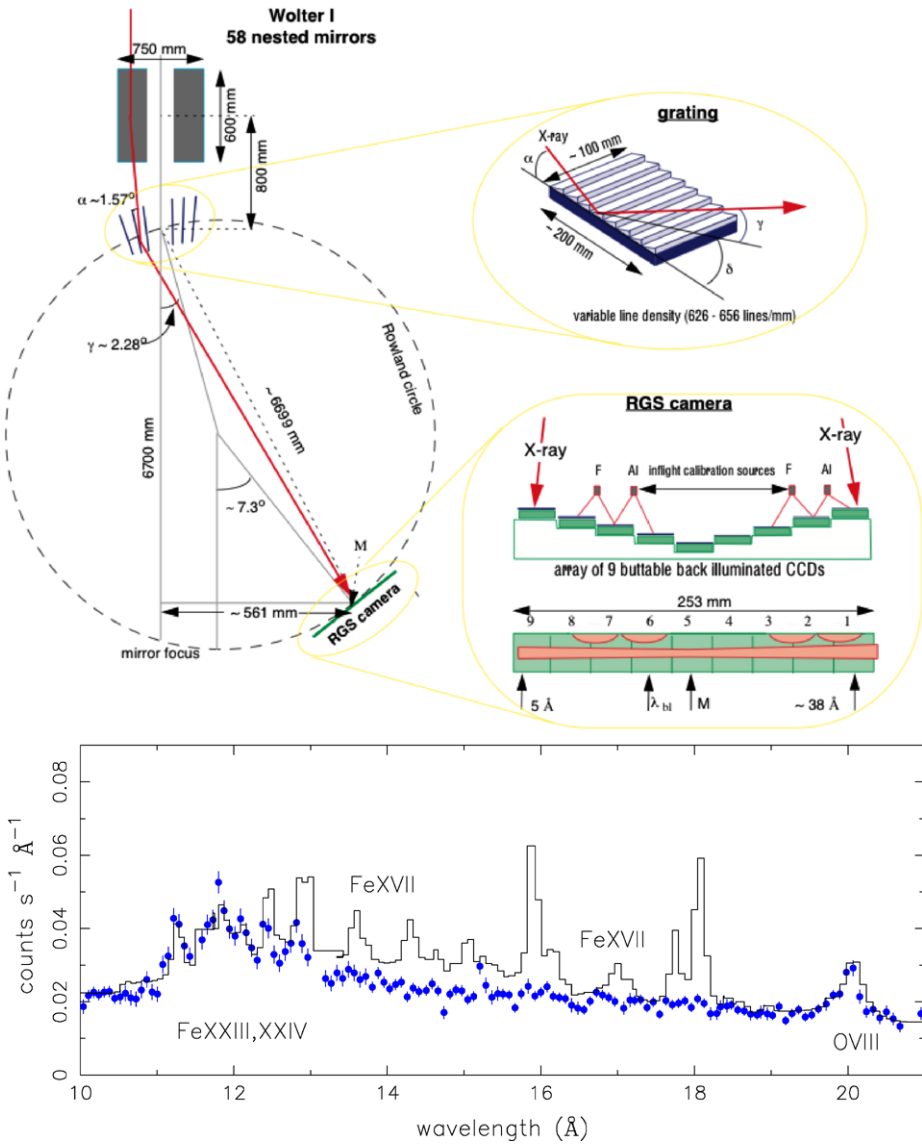 Wolter I
58 nested mirrors
750 mm
600 mm
800 mm
α ~1.57°
γ ~ 2.28°
Rowland circle
~ 6699 mm
6700 mm
~ 7.3°
M
~ 561 mm
RGS camera
mirror focus
grating
X-ray
~ 100 mm
α
γ
~ 200 mm
δ
variable line density (626 - 656 lines/mm)
RGS camera
X-ray
X-ray
F Al inflight calibration sources F Al
array of 9 buttable back illuminated CCDs
253 mm
9 8 7 6 5 4 3 2 1
5 Å λbl M ~ 38 Å
counts s⁻¹ Å⁻¹
0.08
0.06
0.04
0.02
0
FeXVII
FeXVII
FeXXIII,XXIV
OVIII
10 12 14 16 18 20
wavelength (Å)